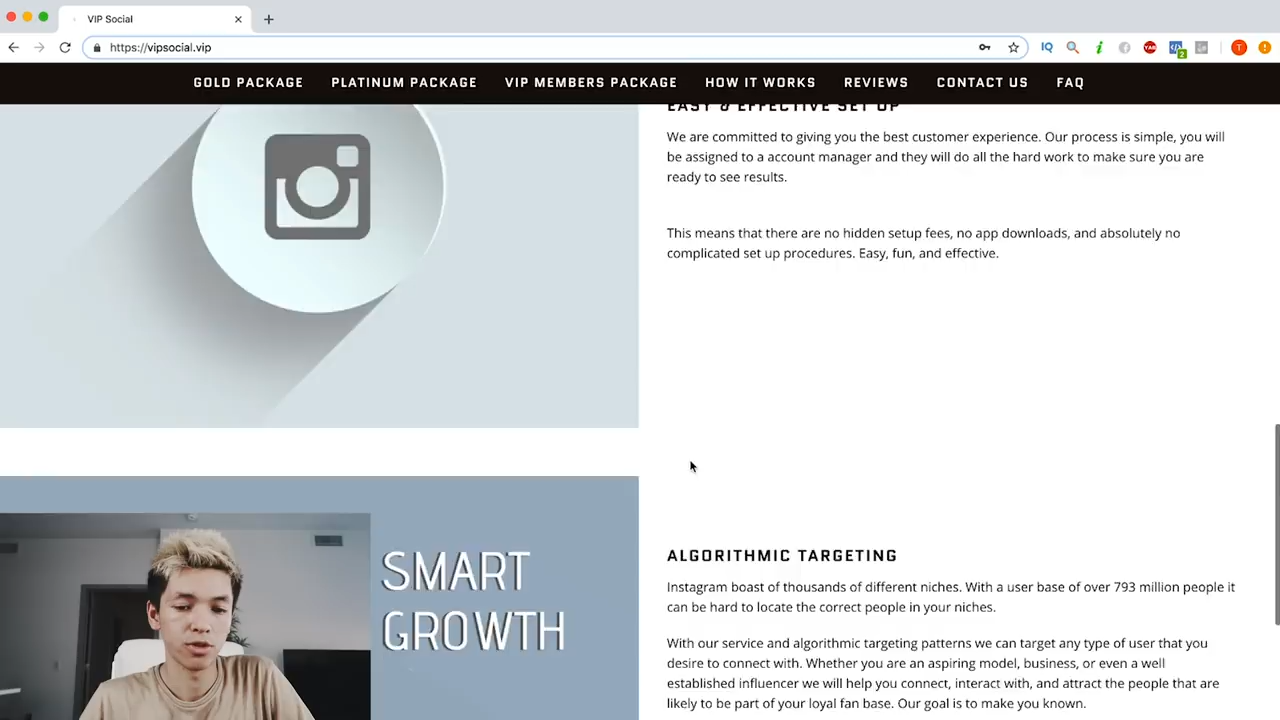 VIP Social
https://vipsocial.vip
IQ
2
T
GOLD PACKAGE PLATINUM PACKAGE VIP MEMBERS PACKAGE HOW IT WORKS REVIEWS CONTACT US FAQ
EASY & EFFECTIVE SET UP
We are committed to giving you the best customer experience. Our process is simple, you will
be assigned to a account manager and they will do all the hard work to make sure you are
ready to see results.
This means that there are no hidden setup fees, no app downloads, and absolutely no
complicated set up procedures. Easy, fun, and effective.
SMART
GROWTH
ALGORITHMIC TARGETING
Instagram boast of thousands of different niches. With a user base of over 793 million people it
can be hard to locate the correct people in your niches.
With our service and algorithmic targeting patterns we can target any type of user that you
desire to connect with. Whether you are an aspiring model, business, or even a well
established influencer we will help you connect, interact with, and attract the people that are
likely to be part of your loyal fan base. Our goal is to make you known.